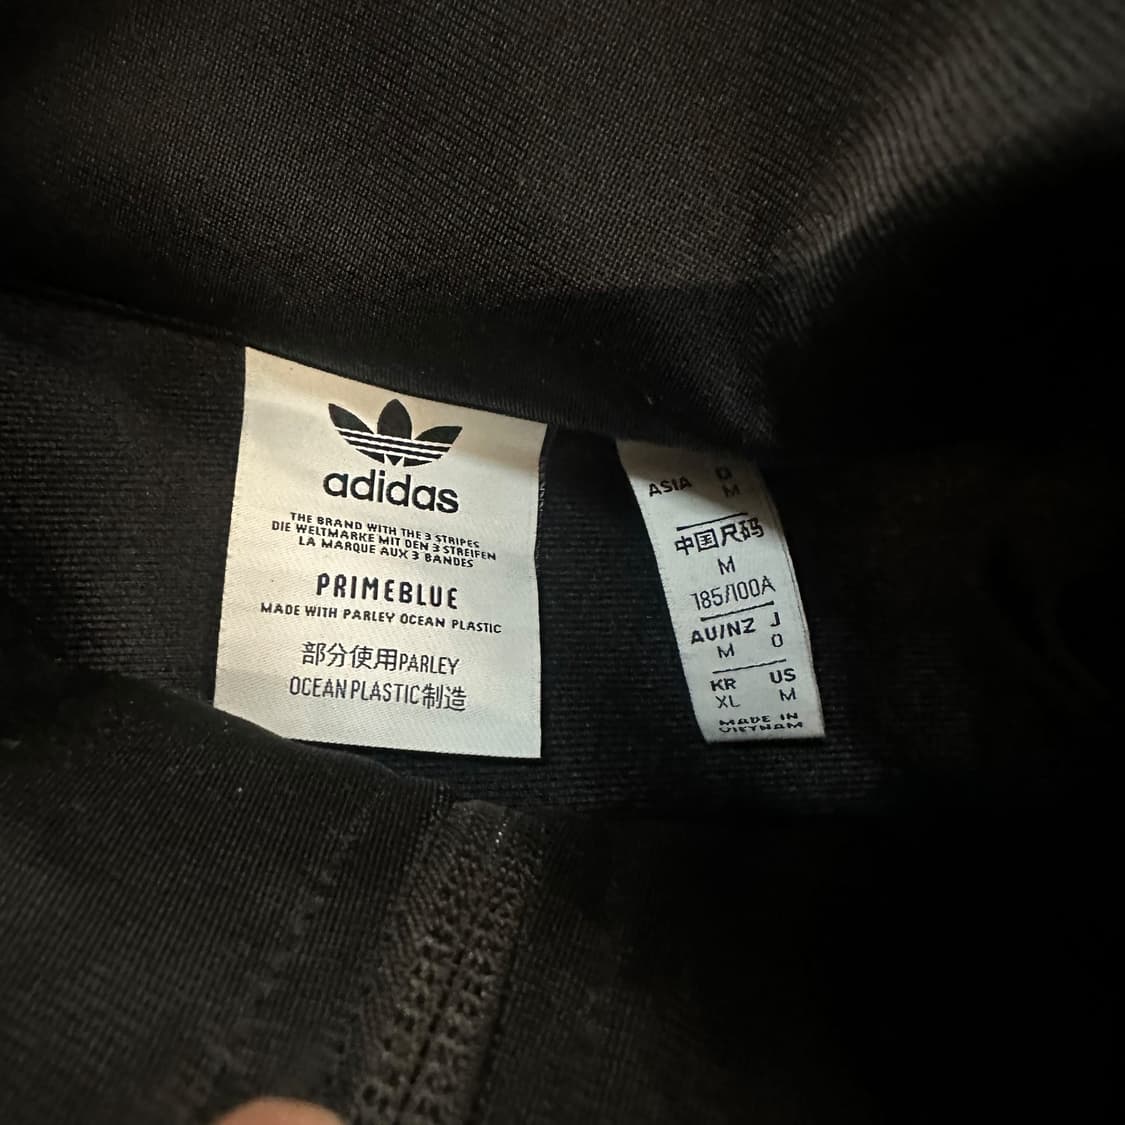 adidas
THE BRAND WITH THE 3 STRIPES
DIE WELTMARKE MIT DEN 3 STREIFEN
LA MARQUE AUX 3 BANDES
PRIMEBLUE
MADE WITH PARLEY OCEAN PLASTIC
部分使用PARLEY
OCEAN PLASTIC制造
ASIA M
中国尺码
M
185/100A
AU/NZ J
M O
KR US
XL M
MADE IN
VIETNAM